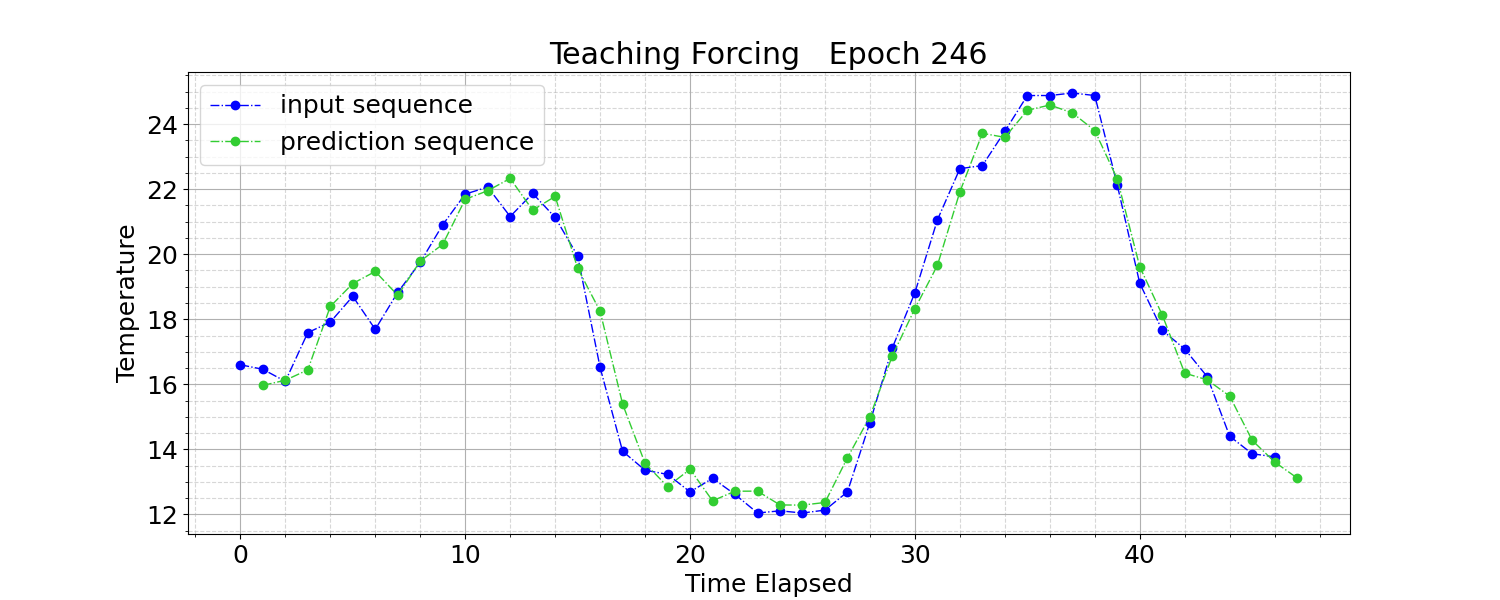 Teaching Forcing   Epoch 246
input sequence
prediction sequence
Temperature
24
22
20
18
16
14
12
0 10 20 30 40
Time Elapsed